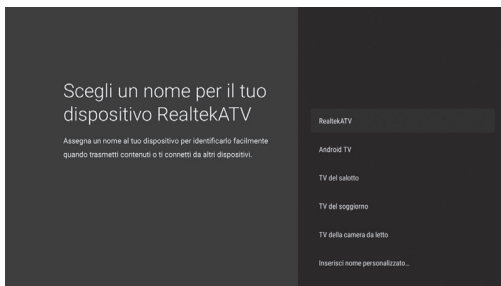 Scegli un nome per il tuo
dispositivo RealtekATV
Assegna un nome al tuo dispositivo per identificarlo facilmente
quando trasmetti contenuti o ti connetti da altri dispositivi.
RealtekATV
Android TV
TV del salotto
TV del soggiorno
TV della camera da letto
Inserisci nome personalizzato...